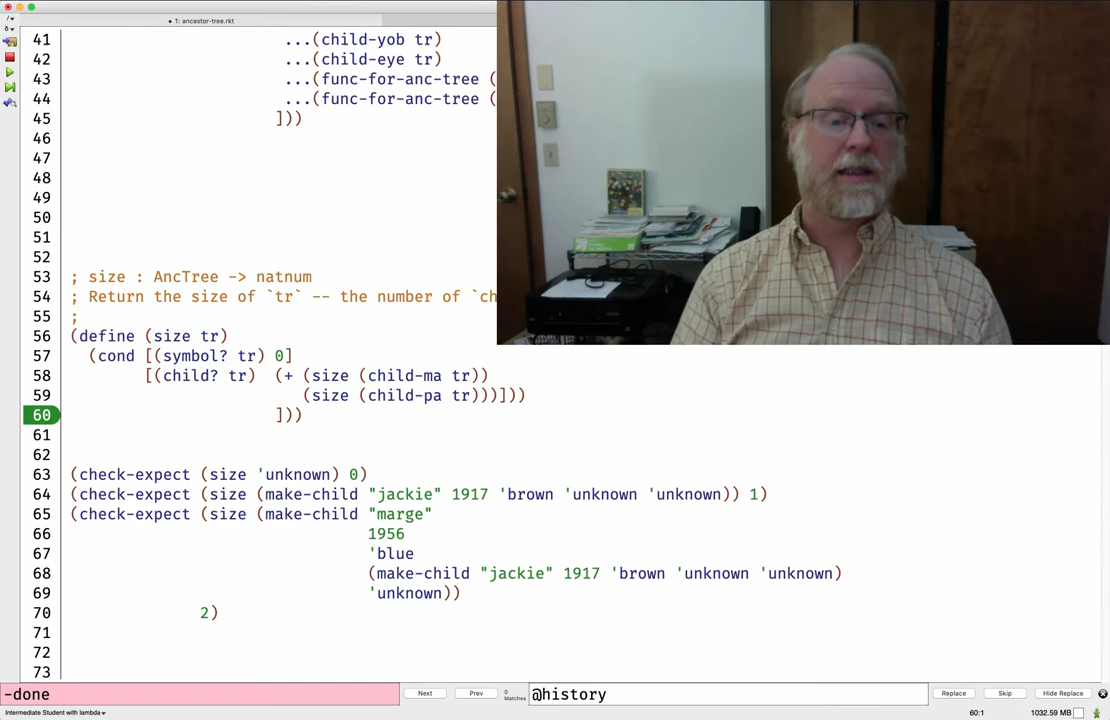 1: ancestor-tree.rkt
41 ...(child-yob tr)
42 ...(child-eye tr)
43 ...(func-for-anc-tree (
44 ...(func-for-anc-tree (
45 ]))
46
47
48
49
50
51
52
53 ; size : AncTree -> natnum
54 ; Return the size of `tr` -- the number of `ch
55 ;
56 (define (size tr)
57 (cond [(symbol? tr) 0]
58 [(child? tr) (+ (size (child-ma tr))
59 (size (child-pa tr)))]))
60 ]))
61
62
63 (check-expect (size 'unknown) 0)
64 (check-expect (size (make-child "jackie" 1917 'brown 'unknown 'unknown)) 1)
65 (check-expect (size (make-child "marge"
66 1956
67 'blue
68 (make-child "jackie" 1917 'brown 'unknown 'unknown)
69 'unknown))
70 2)
71
72
73
-done Next Prev 0 Matches @history Replace Skip Hide Replace
Intermediate Student with lambda 60:1 1032.59 MB